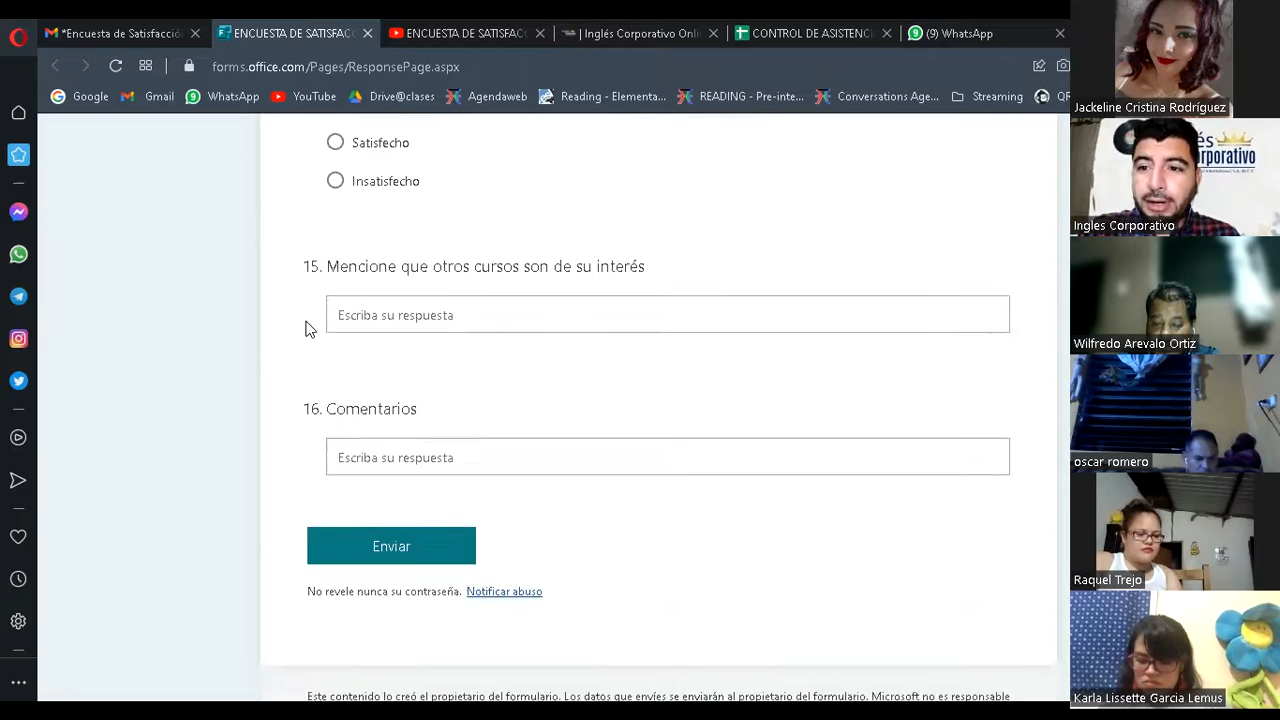 *Encuesta de Satisfacció
ENCUESTA DE SATISFAC
ENCUESTA DE SATISFAC
| Inglés Corporativo Onli
CONTROL DE ASISTENCI
(9) WhatsApp
forms.office.com/Pages/ResponsePage.aspx
Google
Gmail
WhatsApp
YouTube
Drive@clases
Agendaweb
Reading - Elementa...
READING - Pre-inte...
Conversations Age...
Streaming
QR
Satisfecho
Insatisfecho
15. Mencione que otros cursos son de su interés
Escriba su respuesta
16. Comentarios
Escriba su respuesta
Enviar
No revele nunca su contraseña. Notificar abuso
Este contenido lo creó el propietario del formulario. Los datos que envíes se enviarán al propietario del formulario. Microsoft no es responsable
Jackeline Cristina Rodríguez
és
rporativo
Ingles Corporativo
Wilfredo Arevalo Ortiz
oscar romero
Raquel Trejo
Karla Lissette Garcia Lemus